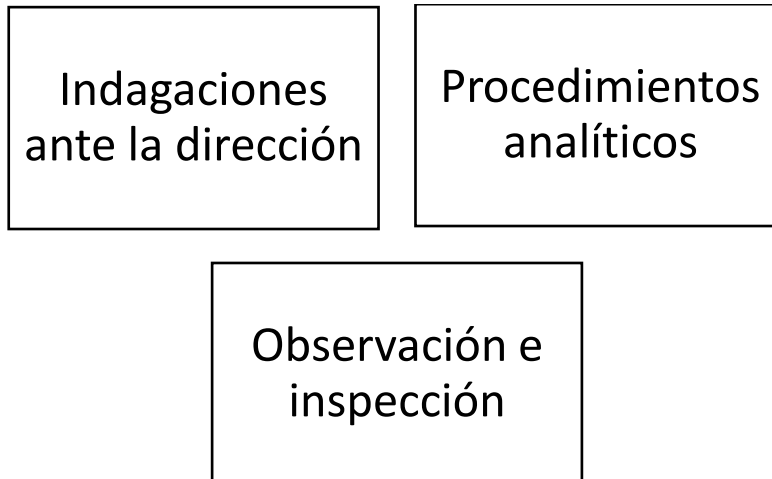 Indagaciones
ante la dirección
Procedimientos
analíticos
Observación e
inspección